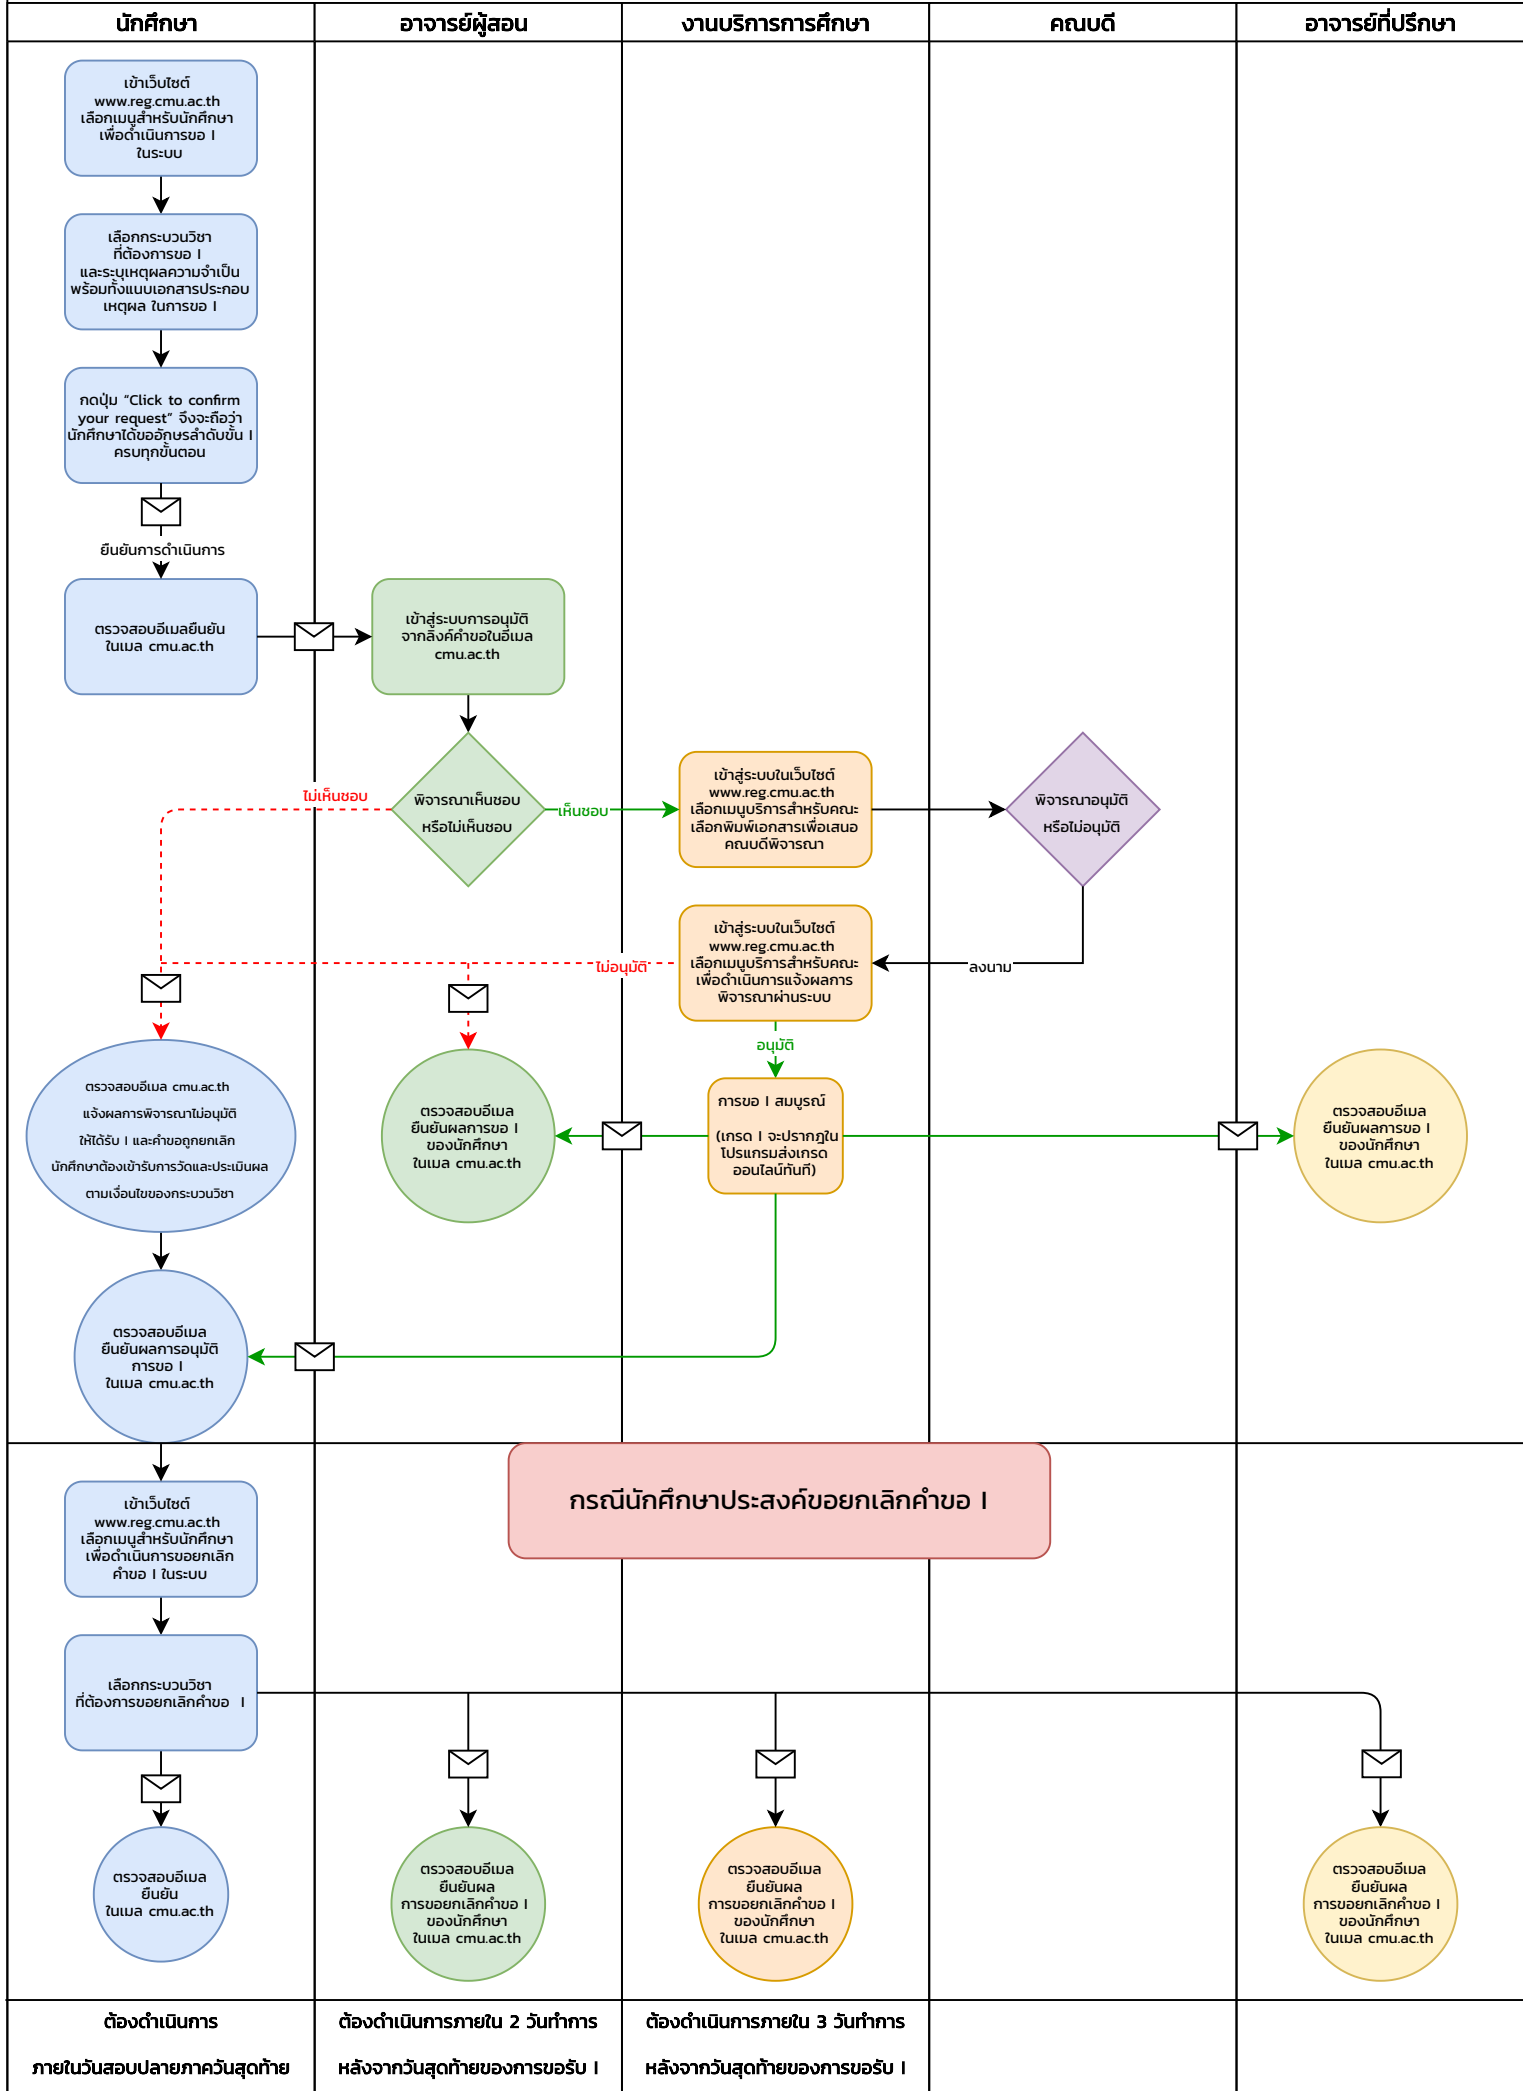 นักศึกษา
อาจารย์ผู้สอน
งานบริการการศึกษา
คณบดี
อาจารย์ที่ปรึกษา
เข้าเว็บไซต์
www.reg.cmu.ac.th
เลือกเมนูสำหรับนักศึกษา
เพื่อดำเนินการขอ I
ในระบบ
เลือกกระบวนวิชา
ที่ต้องการขอ I
และระบุเหตุผลความจำเป็น
พร้อมทั้งแนบเอกสารประกอบ
เหตุผล ในการขอ I
กดปุ่ม “Click to confirm
your request” จึงจะถือว่า
นักศึกษาได้ขออักษรลำดับขั้น I
ครบทุกขั้นตอน
ยืนยันการดำเนินการ
ตรวจสอบอีเมลยืนยัน
ในเมล cmu.ac.th
เข้าสู่ระบบการอนุมัติ
จากลิงค์คำขอในอีเมล
cmu.ac.th
ไม่เห็นชอบ
พิจารณาเห็นชอบ
หรือไม่เห็นชอบ
เห็นชอบ
เข้าสู่ระบบในเว็บไซต์
www.reg.cmu.ac.th
เลือกเมนูบริการสำหรับคณะ
เลือกพิมพ์เอกสารเพื่อเสนอ
คณบดีพิจารณา
พิจารณาอนุมัติ
หรือไม่อนุมัติ
ลงนาม
เข้าสู่ระบบในเว็บไซต์
www.reg.cmu.ac.th
เลือกเมนูบริการสำหรับคณะ
เพื่อดำเนินการแจ้งผลการ
พิจารณาผ่านระบบ
ไม่อนุมัติ
อนุมัติ
ตรวจสอบอีเมล cmu.ac.th
แจ้งผลการพิจารณาไม่อนุมัติ
ให้ได้รับ I และคำขอถูกยกเลิก
นักศึกษาต้องเข้ารับการวัดและประเมินผล
ตามเงื่อนไขของกระบวนวิชา
ตรวจสอบอีเมล
ยืนยันผลการขอ I
ของนักศึกษา
ในเมล cmu.ac.th
การขอ I สมบูรณ์
(เกรด I จะปรากฎใน
โปรแกรมส่งเกรด
ออนไลน์ทันที)
ตรวจสอบอีเมล
ยืนยันผลการขอ I
ของนักศึกษา
ในเมล cmu.ac.th
ตรวจสอบอีเมล
ยืนยันผลการอนุมัติ
การขอ I
ในเมล cmu.ac.th
กรณีนักศึกษาประสงค์ขอยกเลิกคำขอ I
เข้าเว็บไซต์
www.reg.cmu.ac.th
เลือกเมนูสำหรับนักศึกษา
เพื่อดำเนินการขอยกเลิก
คำขอ I ในระบบ
เลือกกระบวนวิชา
ที่ต้องการขอยกเลิกคำขอ I
ตรวจสอบอีเมล
ยืนยัน
ในเมล cmu.ac.th
ตรวจสอบอีเมล
ยืนยันผล
การขอยกเลิกคำขอ I
ของนักศึกษา
ในเมล cmu.ac.th
ตรวจสอบอีเมล
ยืนยันผล
การขอยกเลิกคำขอ I
ของนักศึกษา
ในเมล cmu.ac.th
ตรวจสอบอีเมล
ยืนยันผล
การขอยกเลิกคำขอ I
ของนักศึกษา
ในเมล cmu.ac.th
ต้องดำเนินการ
ภายในวันสอบปลายภาควันสุดท้าย
ต้องดำเนินการภายใน 2 วันทำการ
หลังจากวันสุดท้ายของการขอรับ I
ต้องดำเนินการภายใน 3 วันทำการ
หลังจากวันสุดท้ายของการขอรับ I